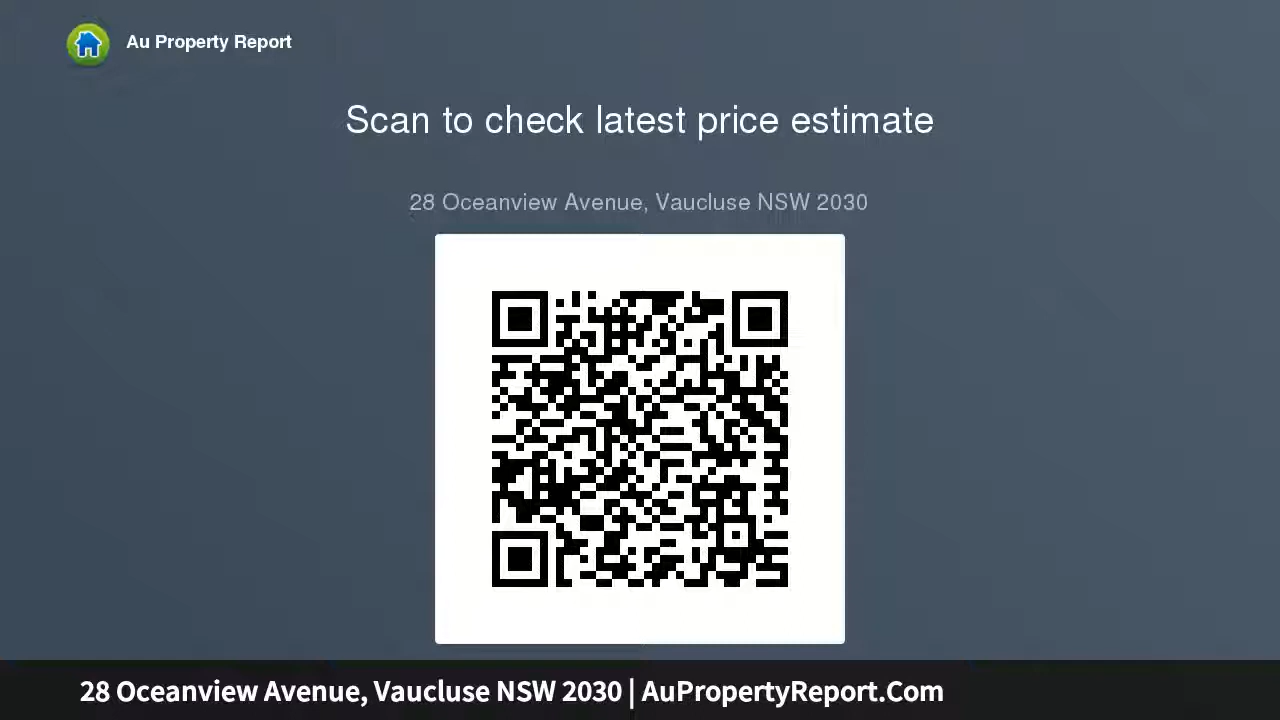 Au Property Report
Scan to check latest price estimate
28 Oceanview Avenue, Vaucluse NSW 2030
28 Oceanview Avenue, Vaucluse NSW 2030 | AuPropertyReport.Com